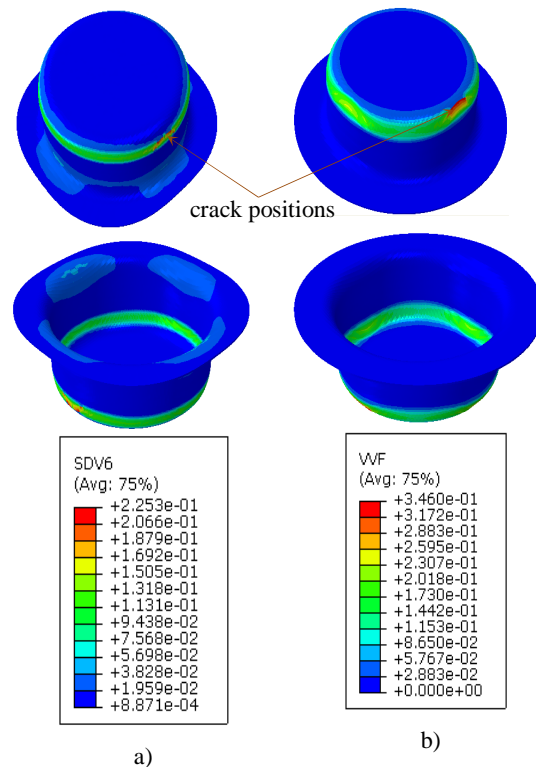 crack positions
SDV6
(Avg: 75%)
+2.253e-01
+2.066e-01
+1.879e-01
+1.692e-01
+1.505e-01
+1.318e-01
+1.131e-01
+9.438e-02
+7.568e-02
+5.698e-02
+3.828e-02
+1.959e-02
+8.871e-04
VVF
(Avg: 75%)
+3.460e-01
+3.172e-01
+2.883e-01
+2.595e-01
+2.307e-01
+2.018e-01
+1.730e-01
+1.442e-01
+1.153e-01
+8.650e-02
+5.767e-02
+2.883e-02
+0.000e+00
a)
b)